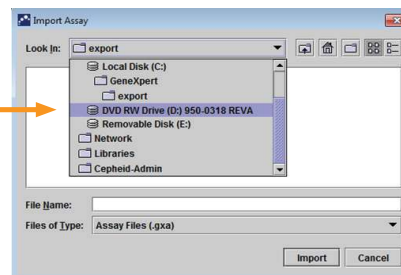 Import Assay
Look In: export
Local Disk (C:)
GeneXpert
export
DVD RW Drive (D:) 950-0318 REVA
Removable Disk (E:)
Network
Libraries
Cepheid-Admin
File Name:
Files of Type: Assay Files (.gxa)
Import Cancel